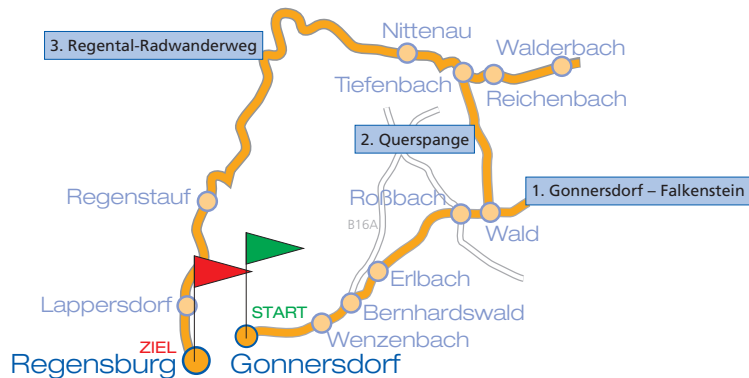 Nittenau
3. Regental-Radwanderweg
Walderbach
Tiefenbach
Reichenbach
2. Querspange
Regenstauf
Roßbach
1. Gonnersdorf – Falkenstein
B16A
Wald
Erlbach
Lappersdorf
START
Bernhardswald
Wenzenbach
ZIEL
Regensburg
Gonnersdorf